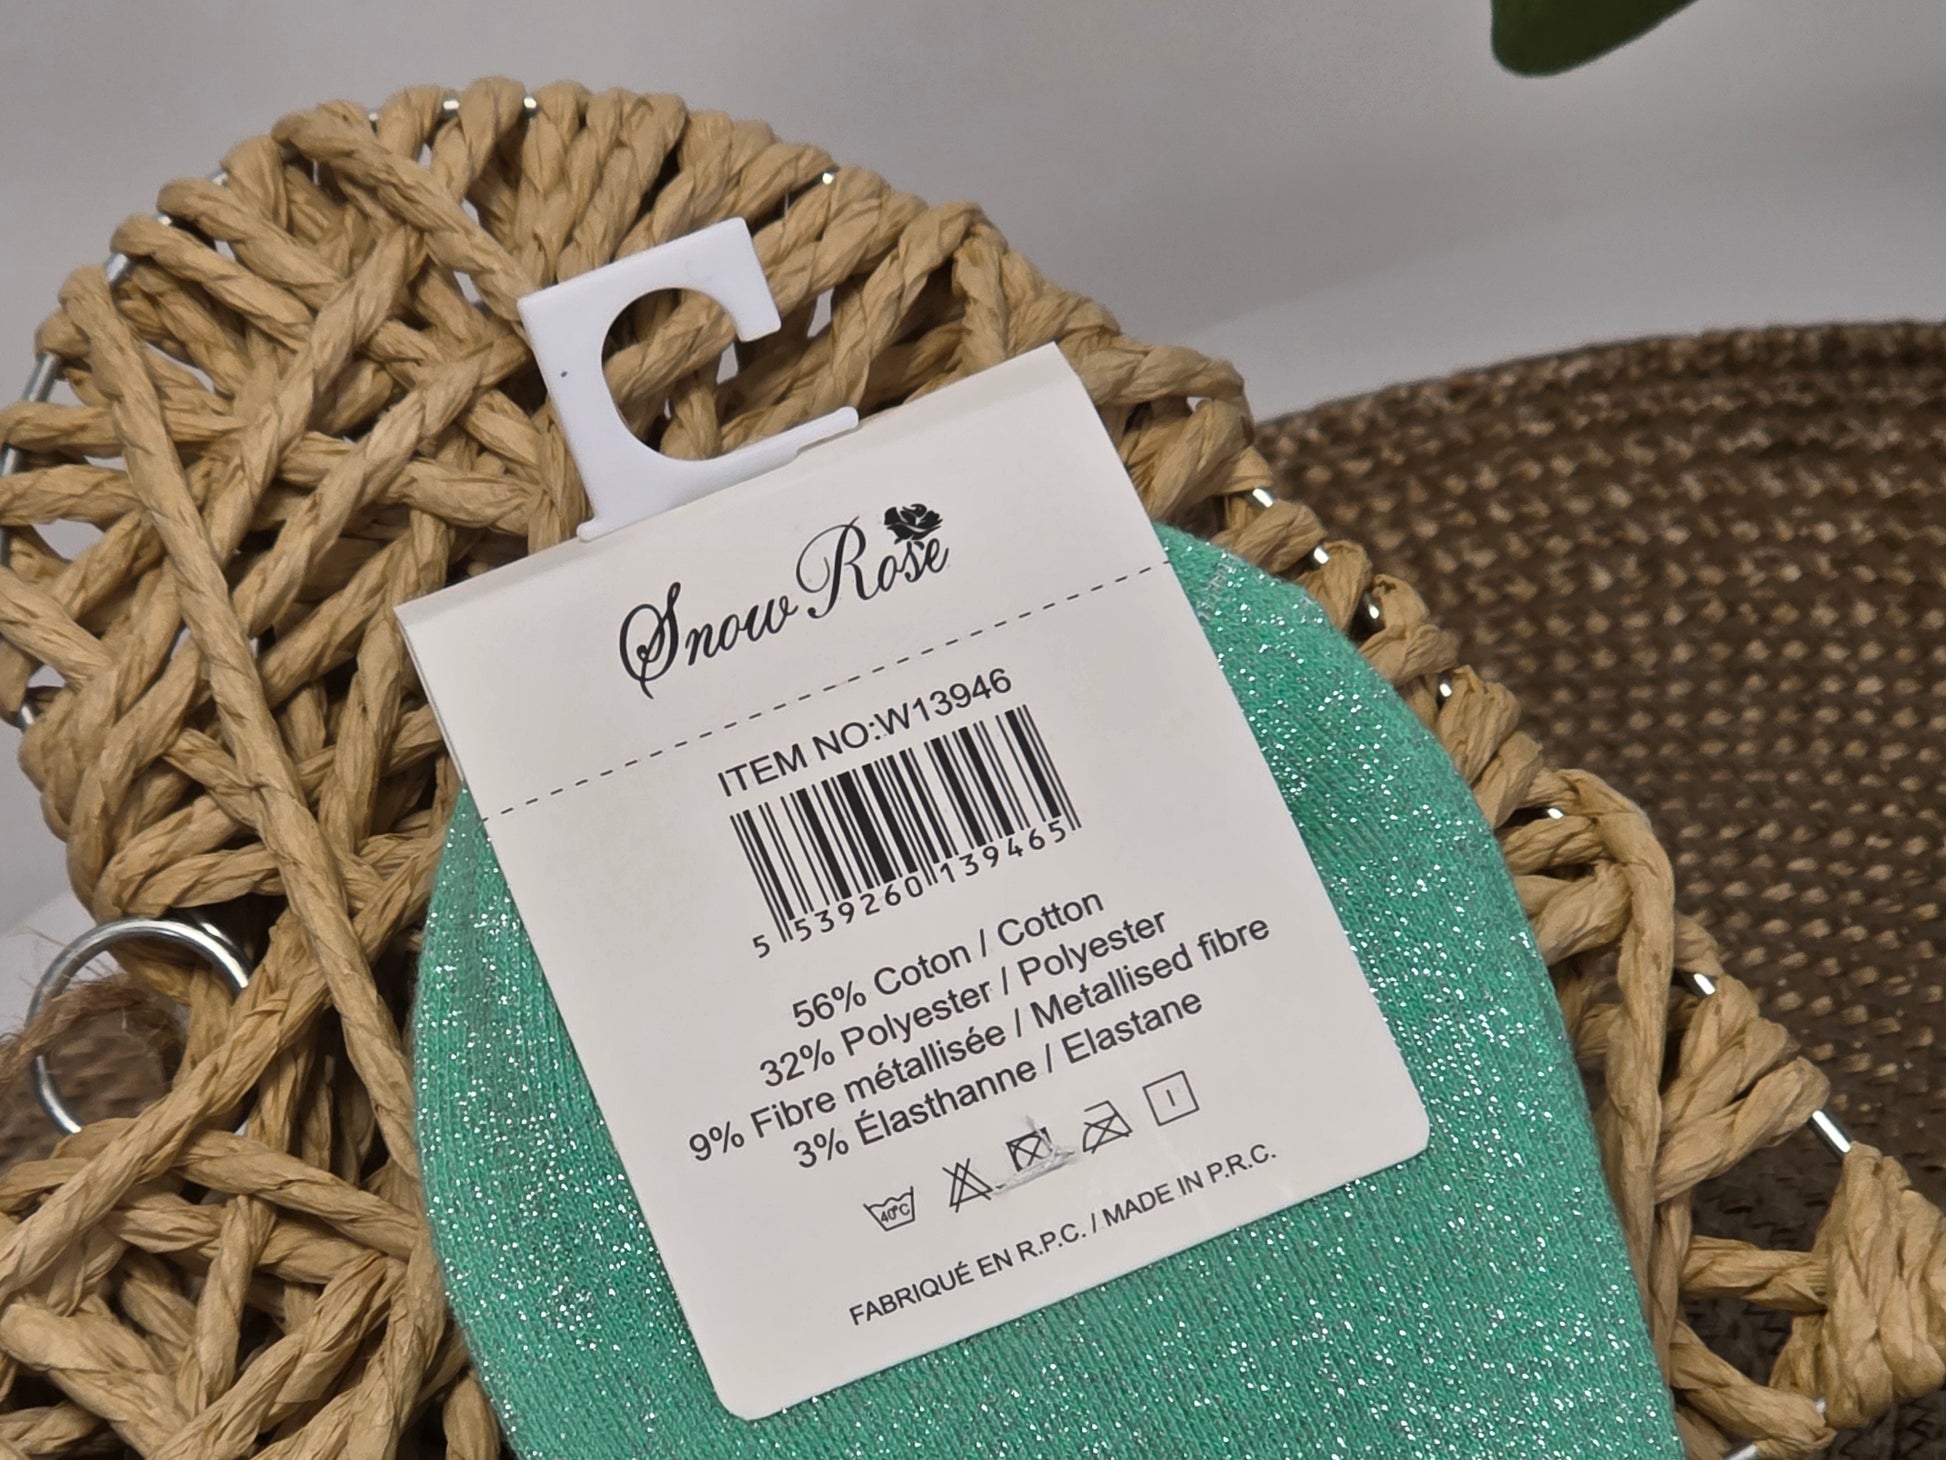 Snow Rose
ITEM NO:W13946
5 539260 139465
56% Coton / Cotton
32% Polyester / Polyester
9% Fibre métallisée / Metallised fibre
3% Élasthanne / Elastane
40°C
FABRIQUÉ EN R.P.C. / MADE IN P.R.C.